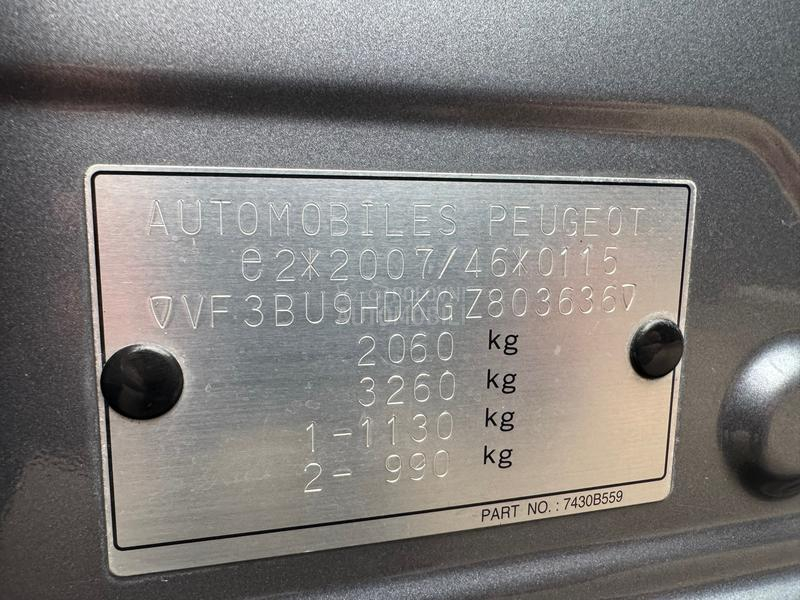 AUTOMOBILES PEUGEOT
e2*2007/46*0115
▽VF3BU9HDKGZ803636▽
2060 kg
3260 kg
1-1130 kg
2- 990 kg
PART NO.: 7430B559